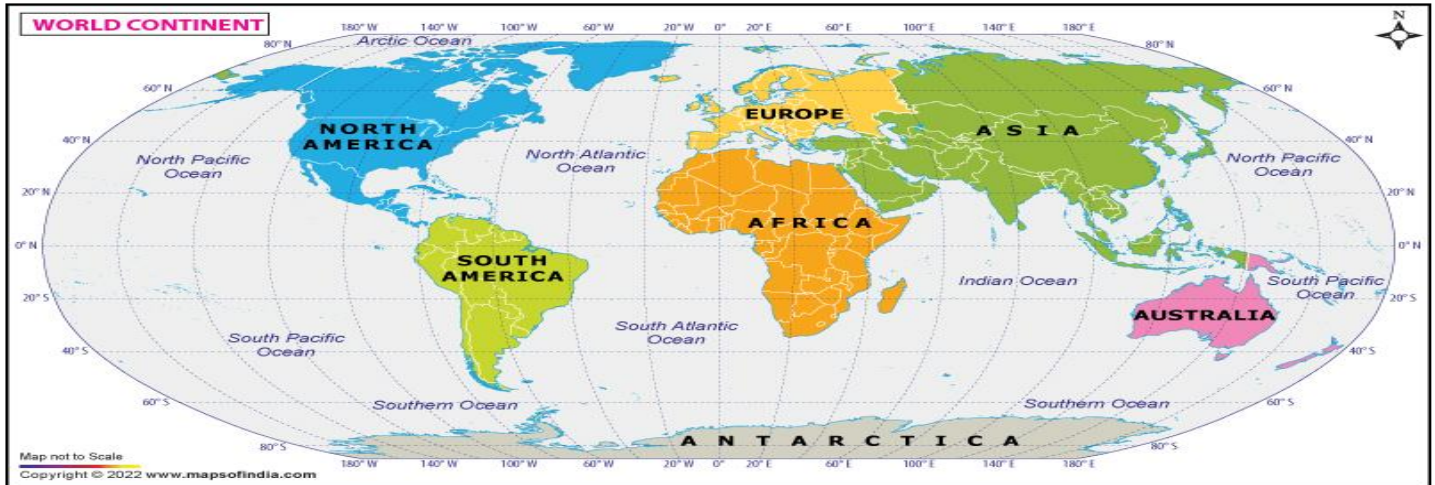 WORLD CONTINENT
N
180° W 140° W 100° W 60° W 20° W 0° 20° E 60° E 100° E 140° E 180° E
80° N
Arctic Ocean
80° N
60° N
60° N
EUROPE
NORTH
AMERICA
ASIA
40° N
40° N
North Pacific
Ocean
North Atlantic
Ocean
North Pacific
Ocean
20° N
20° N
AFRICA
0° N
0° N
SOUTH
AMERICA
Indian Ocean
South Pacific
Ocean
20° S
20° S
AUSTRALIA
South Atlantic
Ocean
South Pacific
Ocean
40° S
40° S
60° S
Southern Ocean
Southern Ocean
60° S
80° S
ANTARCTICA
80° S
Map not to Scale
180° W 140° W 100° W 60° W 20° W 0° 20° E 60° E 100° E 140° E 180° E
Copyright © 2022 www.mapsofindia.com